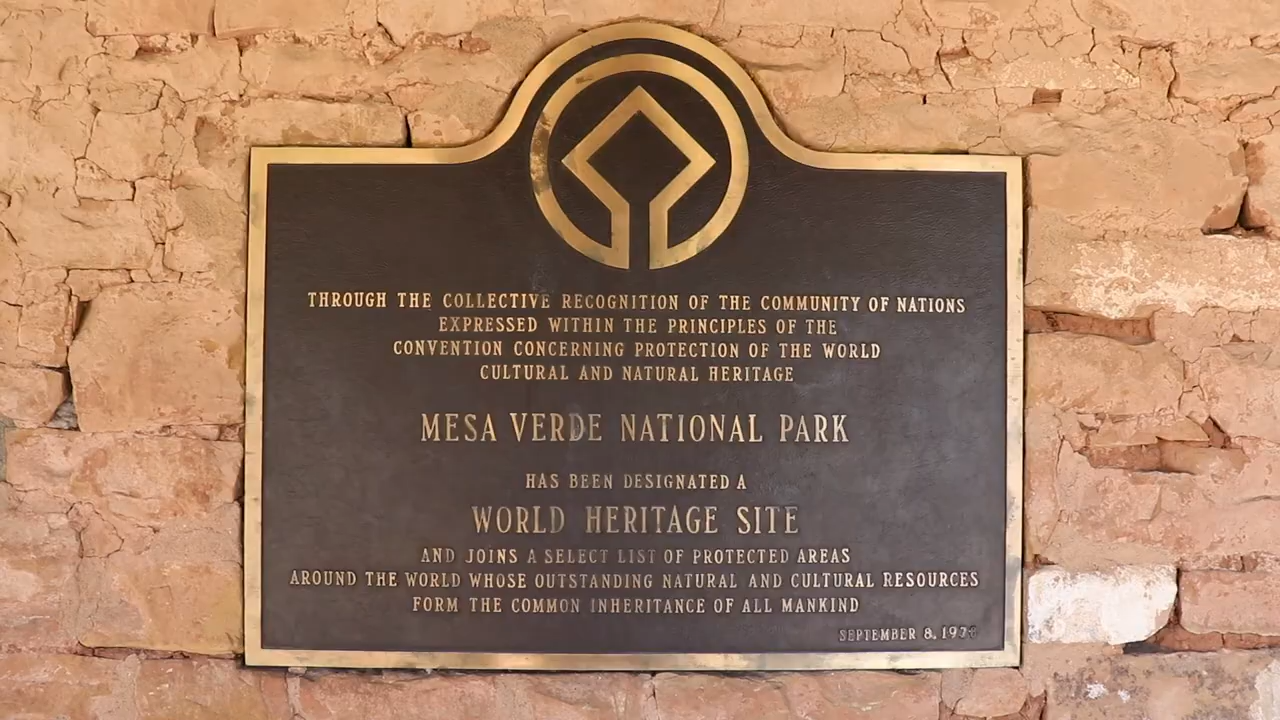 THROUGH THE COLLECTIVE RECOGNITION OF THE COMMUNITY OF NATIONS
EXPRESSED WITHIN THE PRINCIPLES OF THE
CONVENTION CONCERNING PROTECTION OF THE WORLD
CULTURAL AND NATURAL HERITAGE
MESA VERDE NATIONAL PARK
HAS BEEN DESIGNATED A
WORLD HERITAGE SITE
AND JOINS A SELECT LIST OF PROTECTED AREAS
AROUND THE WORLD WHOSE OUTSTANDING NATURAL AND CULTURAL RESOURCES
FORM THE COMMON INHERITANCE OF ALL MANKIND
SEPTEMBER 8,